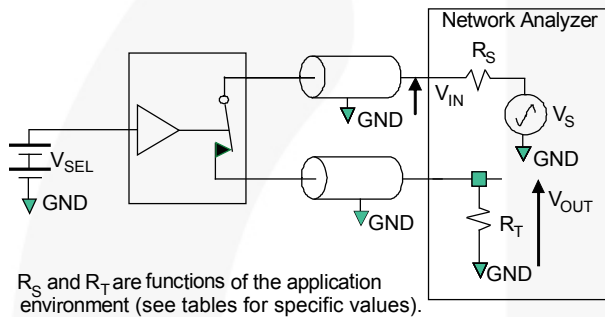 Network Analyzer
R_S
V_IN
V_S
GND
GND
V_SEL
GND
GND
V_OUT
R_T
GND
R_S and R_T are functions of the application
environment (see tables for specific values).